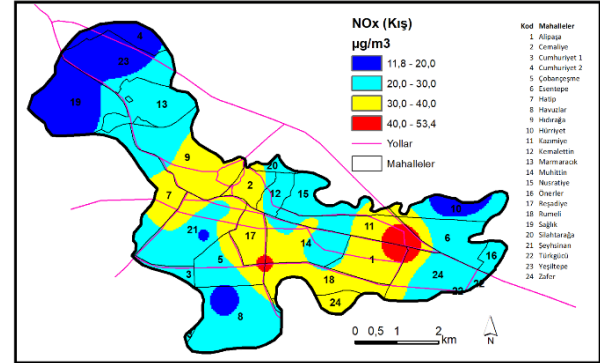 NOx (Kış)
µg/m3
11,8 - 20,0
20,0 - 30,0
30,0 - 40,0
40,0 - 53,4
Yollar
Mahalleler
Kod Mahalleler
1 Alipaşa
2 Cemaliye
3 Cumhuriyet 1
4 Cumhuriyet 2
5 Çobançeşme
6 Esentepe
7 Hatip
8 Havuzlar
9 Hıdırağa
10 Hürriyet
11 Kazımiye
12 Kemalettin
13 Marmaracık
14 Muhittin
15 Nusratiye
16 Önerler
17 Reşadiye
18 Rumeli
19 Sağlık
20 Silahtarağa
21 Şeyhsinan
22 Türkgücü
23 Yeşiltepe
24 Zafer
4
23
19
13
9
7
2
20
12
15
10
21
17
14
11
6
16
5
1
3
18
24
22
22
8
24
0 0,5 1 2
km
N